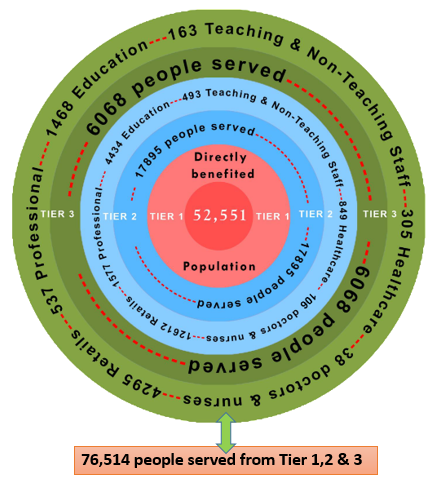 1468 Education---163 Teaching & Non-Teaching Staff---305 Healthcare---38 doctors & nurses---4295 Retails---537 Professional
6068 people served
6068 people served
4434 Education---493 Teaching & Non-Teaching Staff---849 Healthcare---106 doctors & nurses---12612 Retails---1577 Professional
17895 people served
17895 people served
Directly
benefited
TIER 3 TIER 2 TIER 1 52,551 TIER 1 TIER 2 TIER 3
Population
76,514 people served from Tier 1,2 & 3